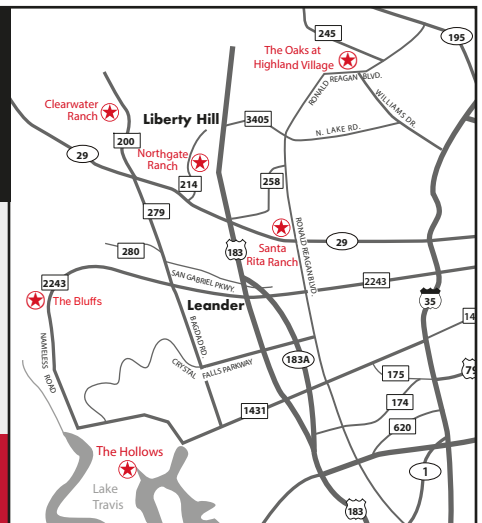 245
195
The Oaks at
Highland Village
RONALD REAGAN BLVD.
WILLIAMS DR.
Clearwater
Ranch
Liberty Hill
3405
N. LAKE RD.
200
29
Northgate
Ranch
214
258
279
RONALD REAGAN BLVD.
Santa
Rita Ranch
29
183
280
SAN GABRIEL PKWY.
2243
2243
The Bluffs
Leander
35
NAMELESS ROAD
BAGDAD RD.
CRYSTAL FALLS PARKWAY
183A
14
79
175
174
1431
620
The Hollows
Lake
Travis
1
183